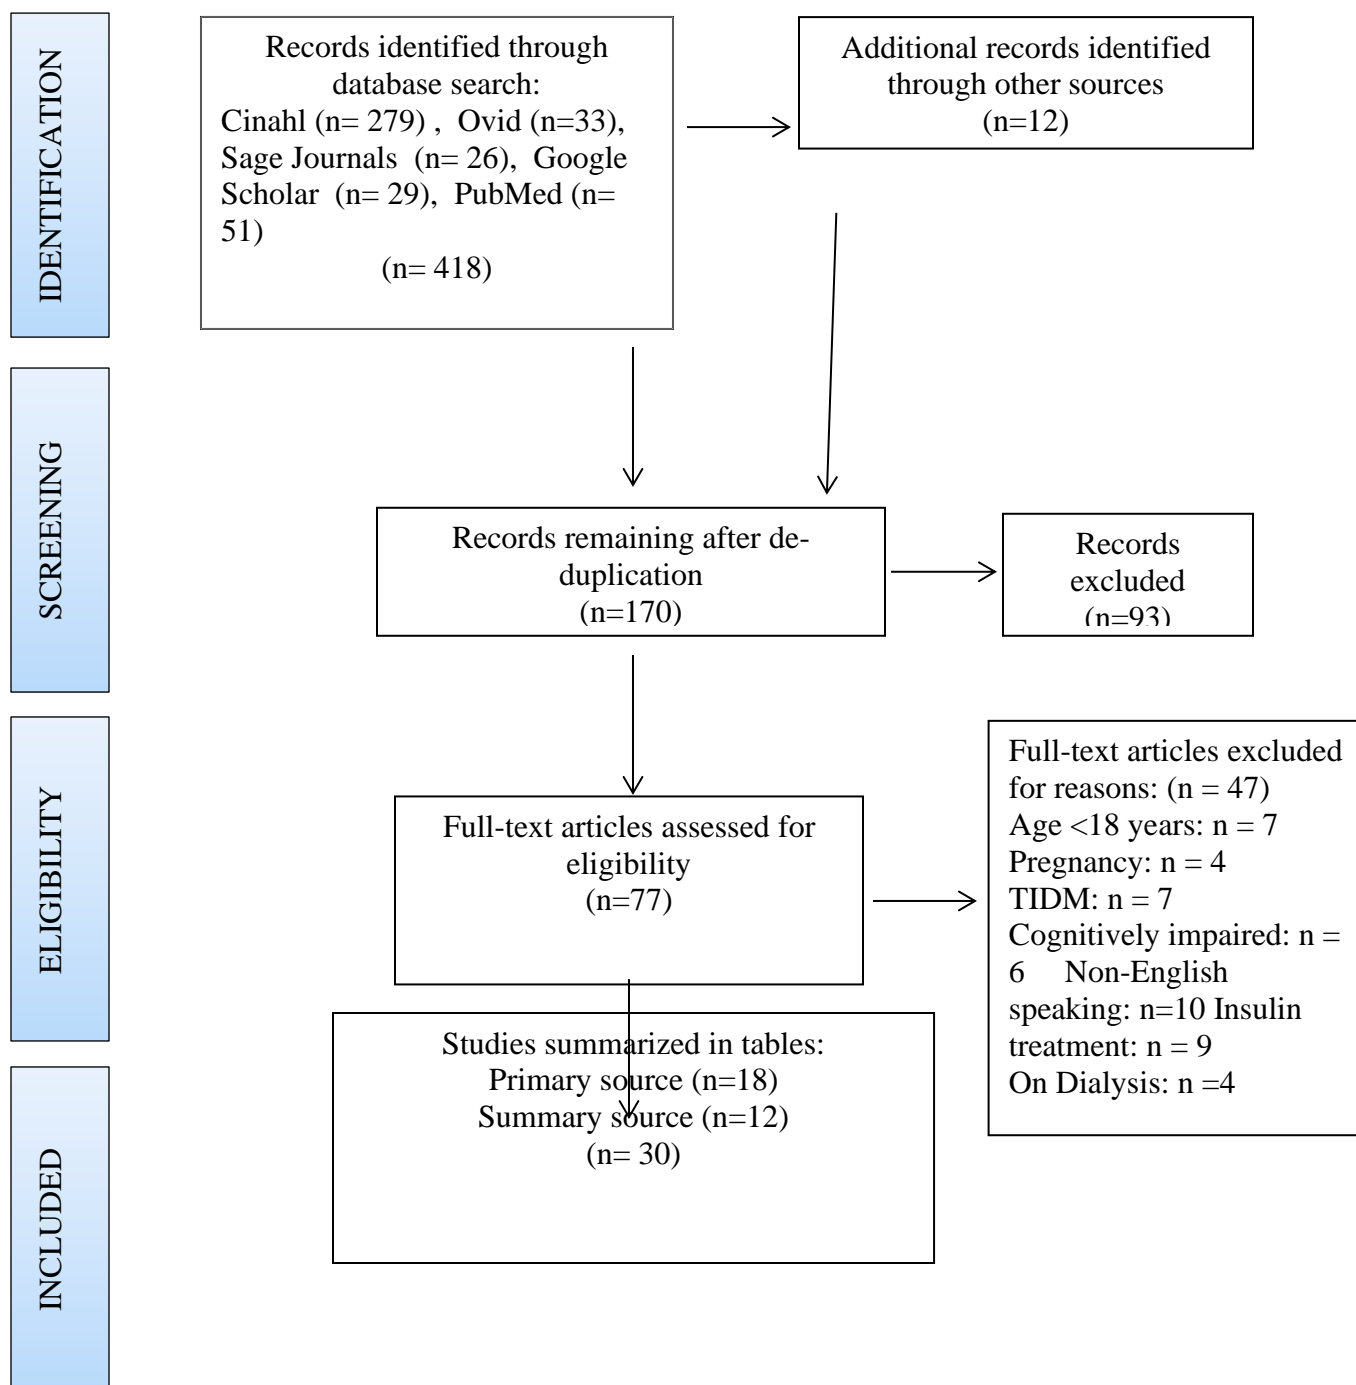 IDENTIFICATION
Records identified through
database search:
Cinahl (n= 279) , Ovid (n=33),
Sage Journals (n= 26), Google
Scholar (n= 29), PubMed (n=
51)
(n= 418)
Additional records identified
through other sources
(n=12)
SCREENING
Records remaining after de-
duplication
(n=170)
Records
excluded
(n=93)
ELIGIBILITY
Full-text articles assessed for
eligibility
(n=77)
Full-text articles excluded
for reasons: (n = 47)
Age <18 years: n = 7
Pregnancy: n = 4
TIDM: n = 7
Cognitively impaired: n =
6 Non-English
speaking: n=10 Insulin
treatment: n = 9
On Dialysis: n =4
INCLUDED
Studies summarized in tables:
Primary source (n=18)
Summary source (n=12)
(n= 30)